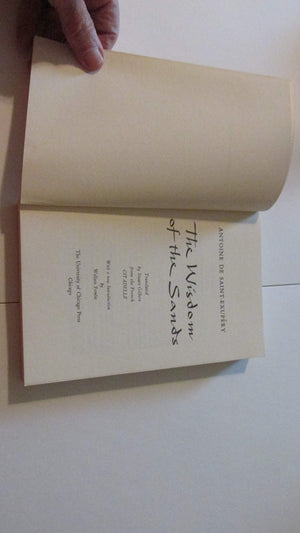 ANTOINE DE SAINT-EXUPÉRY
The Wisdom
of the Sands
Translated
by Stuart Gilbert
from the French
CITADELLE
With a new Introduction
by
Wallace Fowlie
The University of Chicago Press
Chicago